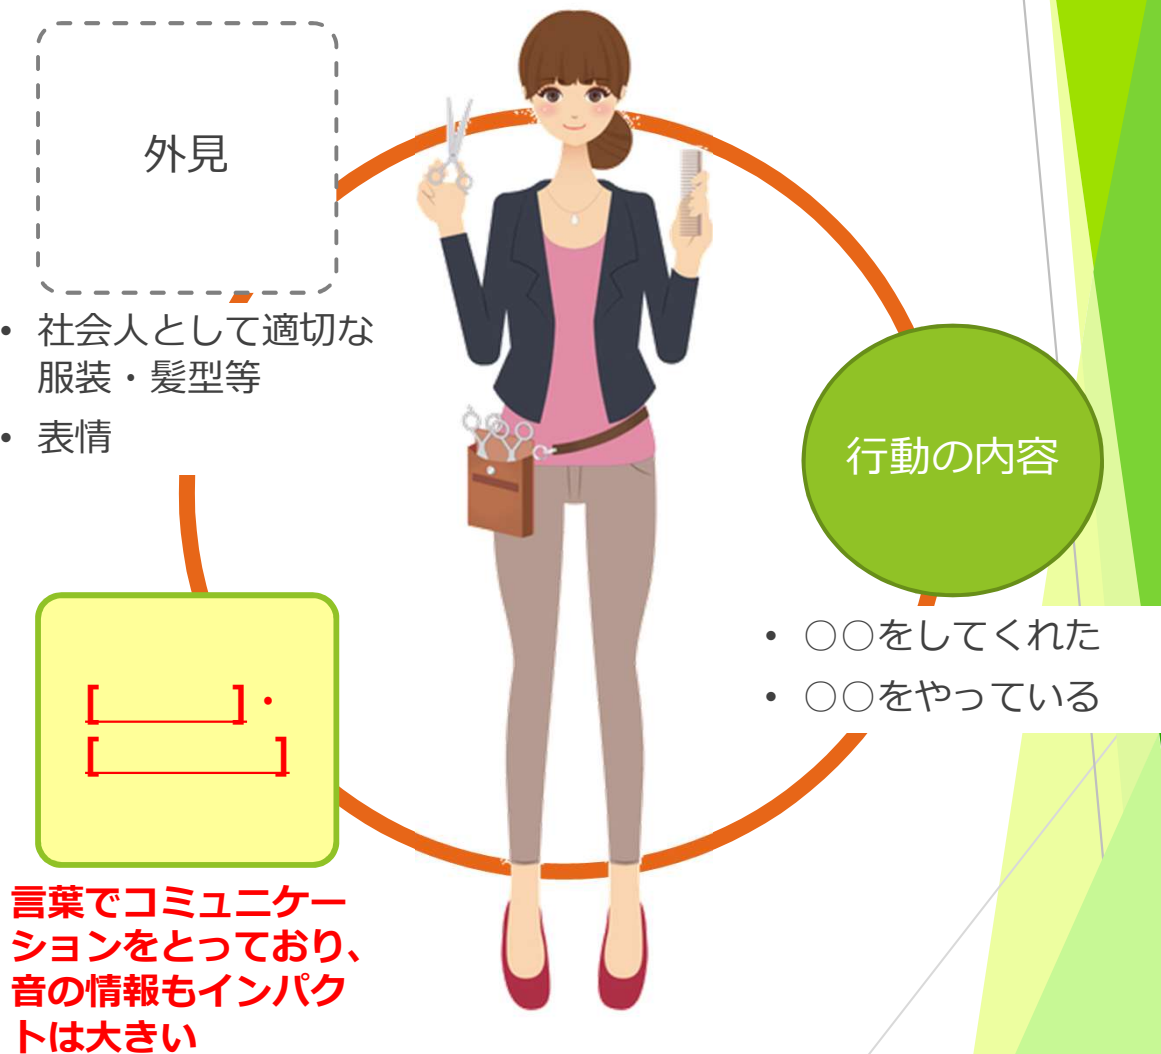 外見
• 社会人として適切な
服装・髪型等
• 表情
[　　　　　]・
[　　　　　　]
言葉でコミュニケー
ションをとっており、
音の情報もインパク
トは大きい
行動の内容
• ○○をしてくれた
• ○○をやっている